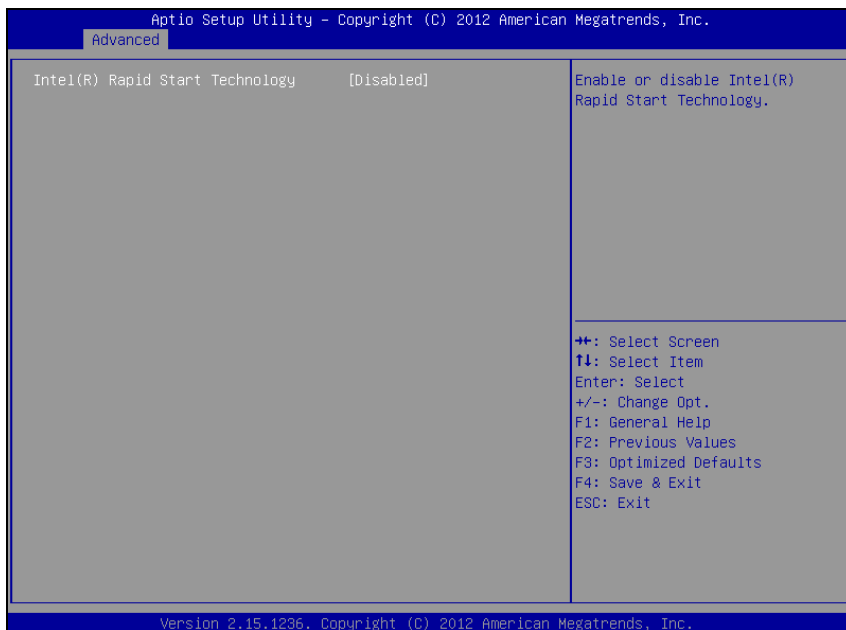 Aptio Setup Utility – Copyright (C) 2012 American Megatrends, Inc.
Advanced
Intel(R) Rapid Start Technology [Disabled]
Enable or disable Intel(R)
Rapid Start Technology.
→←: Select Screen
↑↓: Select Item
Enter: Select
+/-: Change Opt.
F1: General Help
F2: Previous Values
F3: Optimized Defaults
F4: Save & Exit
ESC: Exit
Version 2.15.1236. Copyright (C) 2012 American Megatrends, Inc.